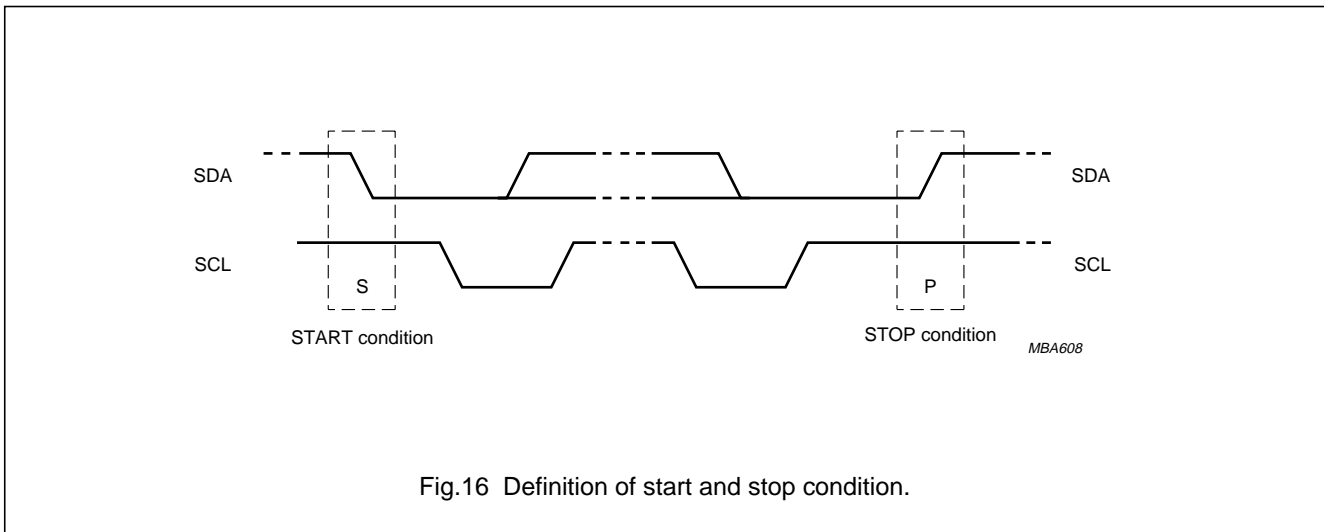 SDA
SDA
SCL
SCL
S
P
START condition
STOP condition
MBA608
Fig.16 Definition of start and stop condition.